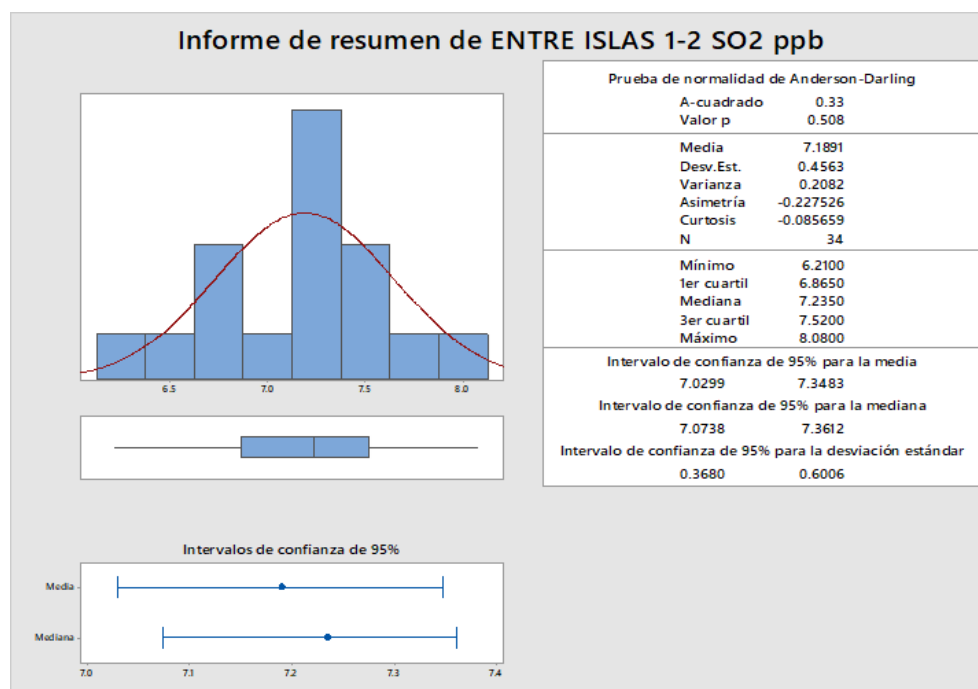 Informe de resumen de ENTRE ISLAS 1-2 SO2 ppb
6.5 7.0 7.5 8.0
Intervalos de confianza de 95%
Media
Mediana
7.0 7.1 7.2 7.3 7.4
Prueba de normalidad de Anderson-Darling
A-cuadrado 0.33
Valor p 0.508
Media 7.1891
Desv.Est. 0.4563
Varianza 0.2082
Asimetría -0.227526
Curtosis -0.085659
N 34
Mínimo 6.2100
1er cuartil 6.8650
Mediana 7.2350
3er cuartil 7.5200
Máximo 8.0800
Intervalo de confianza de 95% para la media
7.0299 7.3483
Intervalo de confianza de 95% para la mediana
7.0738 7.3612
Intervalo de confianza de 95% para la desviación estándar
0.3680 0.6006